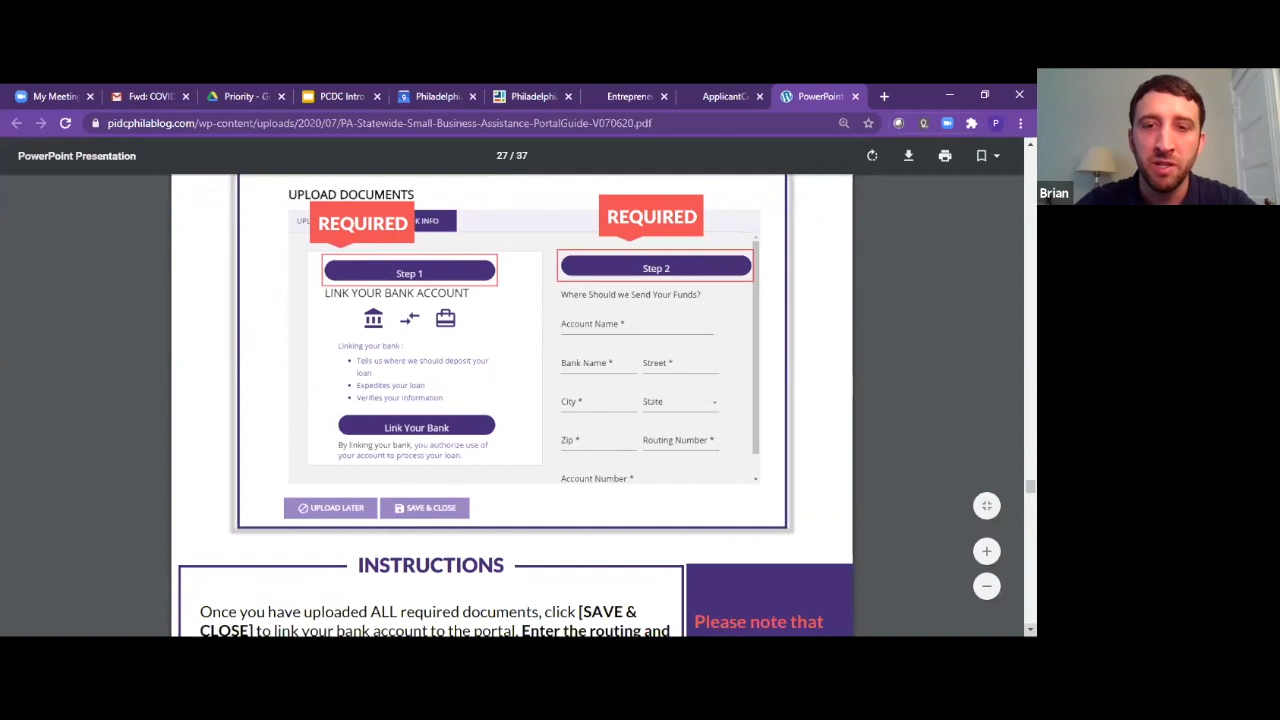 My Meetin
Fwd: COVI
Priority - G
PCDC Intro
Philadelphi
Philadelphi
Entreprene
ApplicantG
PowerPoint
pidcphilablog.com/wp-content/uploads/2020/07/PA-Statewide-Small-Business-Assistance-PortalGuide-V070620.pdf
P
PowerPoint Presentation
27 / 37
Brian
UPLOAD DOCUMENTS
UPL
REQUIRED
K INFO
REQUIRED
Step 1
LINK YOUR BANK ACCOUNT
Linking your bank :
• Tells us where we should deposit your
loan
• Expedites your loan
• Verifies your information
Link Your Bank
By linking your bank, you authorize use of
your account to process your loan.
Step 2
Where Should we Send Your Funds?
Account Name *
Bank Name * Street *
City * State
Zip * Routing Number *
Account Number *
UPLOAD LATER
SAVE & CLOSE
INSTRUCTIONS
Once you have uploaded ALL required documents, click [SAVE &
CLOSE] to link your bank account to the portal. Enter the routing and
Please note that